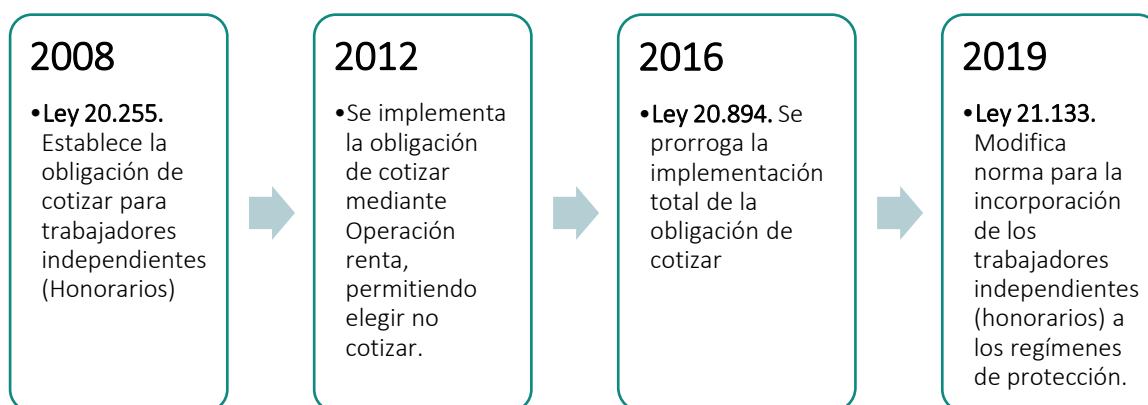 2008
•Ley 20.255.
Establece la
obligación de
cotizar para
trabajadores
independientes
(Honorarios)
2012
•Se implementa
la obligación
de cotizar
mediante
Operación
renta,
permitiendo
elegir no
cotizar.
2016
•Ley 20.894. Se
prorroga la
implementación
total de la
obligación de
cotizar
2019
•Ley 21.133.
Modifica
norma para la
incorporación
de los
trabajadores
independientes
(honorarios) a
los regímenes
de protección.